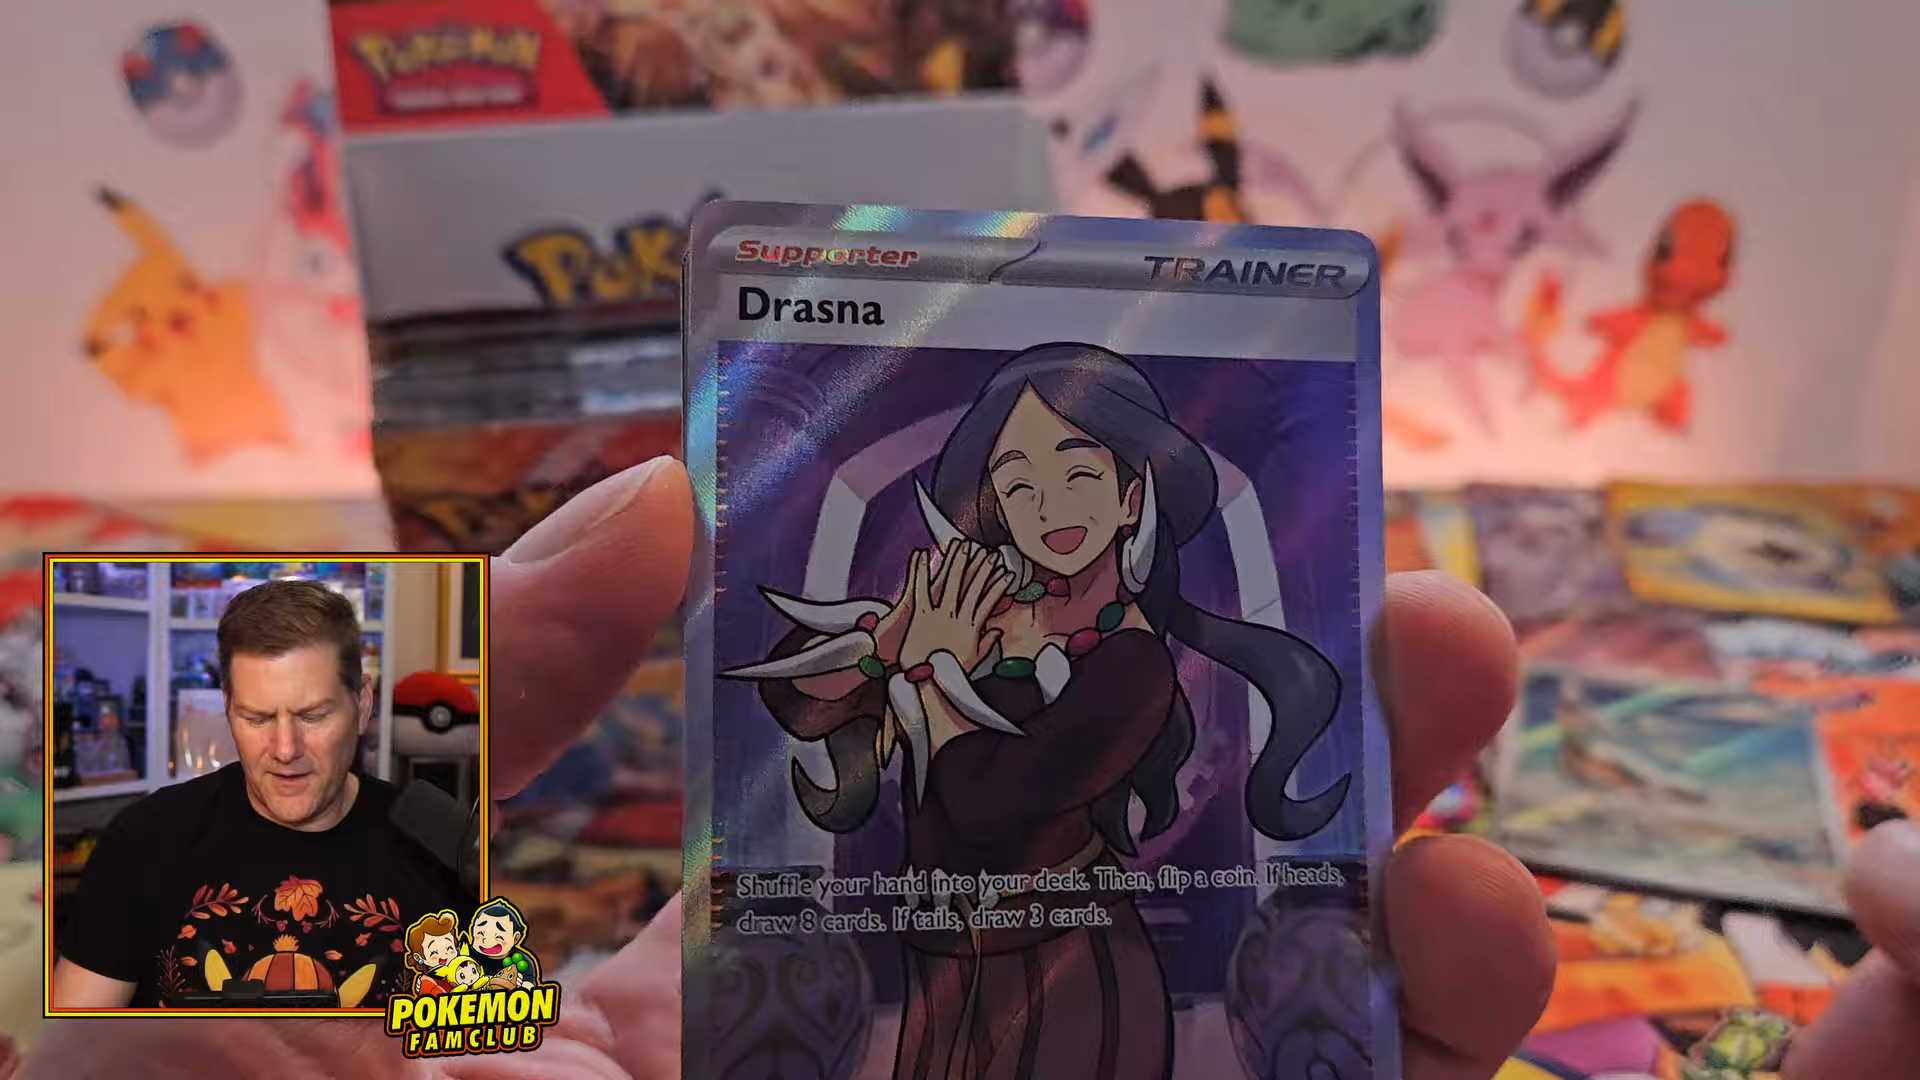 POKéMON
Supporter
TRAINER
Drasna
Shuffle your hand into your deck. Then, flip a coin. If heads,
draw 8 cards. If tails, draw 3 cards.
POKEMON
FAMCLUB